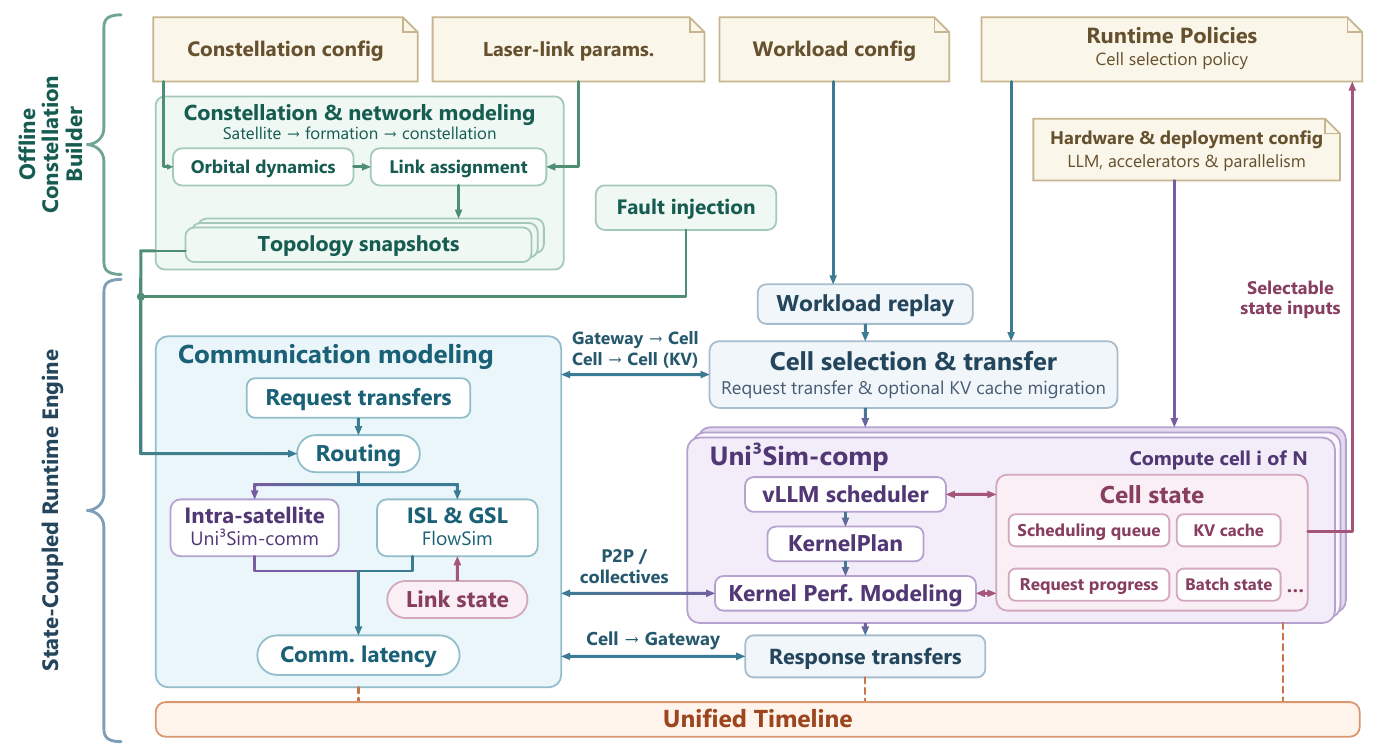 Constellation config
Laser-link params.
Workload config
Runtime Policies
Cell selection policy
Offline
Constellation
Builder
Constellation & network modeling
Satellite → formation → constellation
Orbital dynamics
Link assignment
Topology snapshots
Fault injection
Hardware & deployment config
LLM, accelerators & parallelism
Selectable
state inputs
State-Coupled Runtime Engine
Workload replay
Gateway → Cell
Cell → Cell (KV)
Cell selection & transfer
Request transfer & optional KV cache migration
Communication modeling
Request transfers
Routing
Intra-satellite
Uni³Sim-comm
ISL & GSL
FlowSim
Link state
Comm. latency
P2P /
collectives
Cell → Gateway
Uni³Sim-comp
Compute cell i of N
vLLM scheduler
KernelPlan
Kernel Perf. Modeling
Cell state
Scheduling queue
KV cache
Request progress
Batch state
...
Response transfers
Unified Timeline